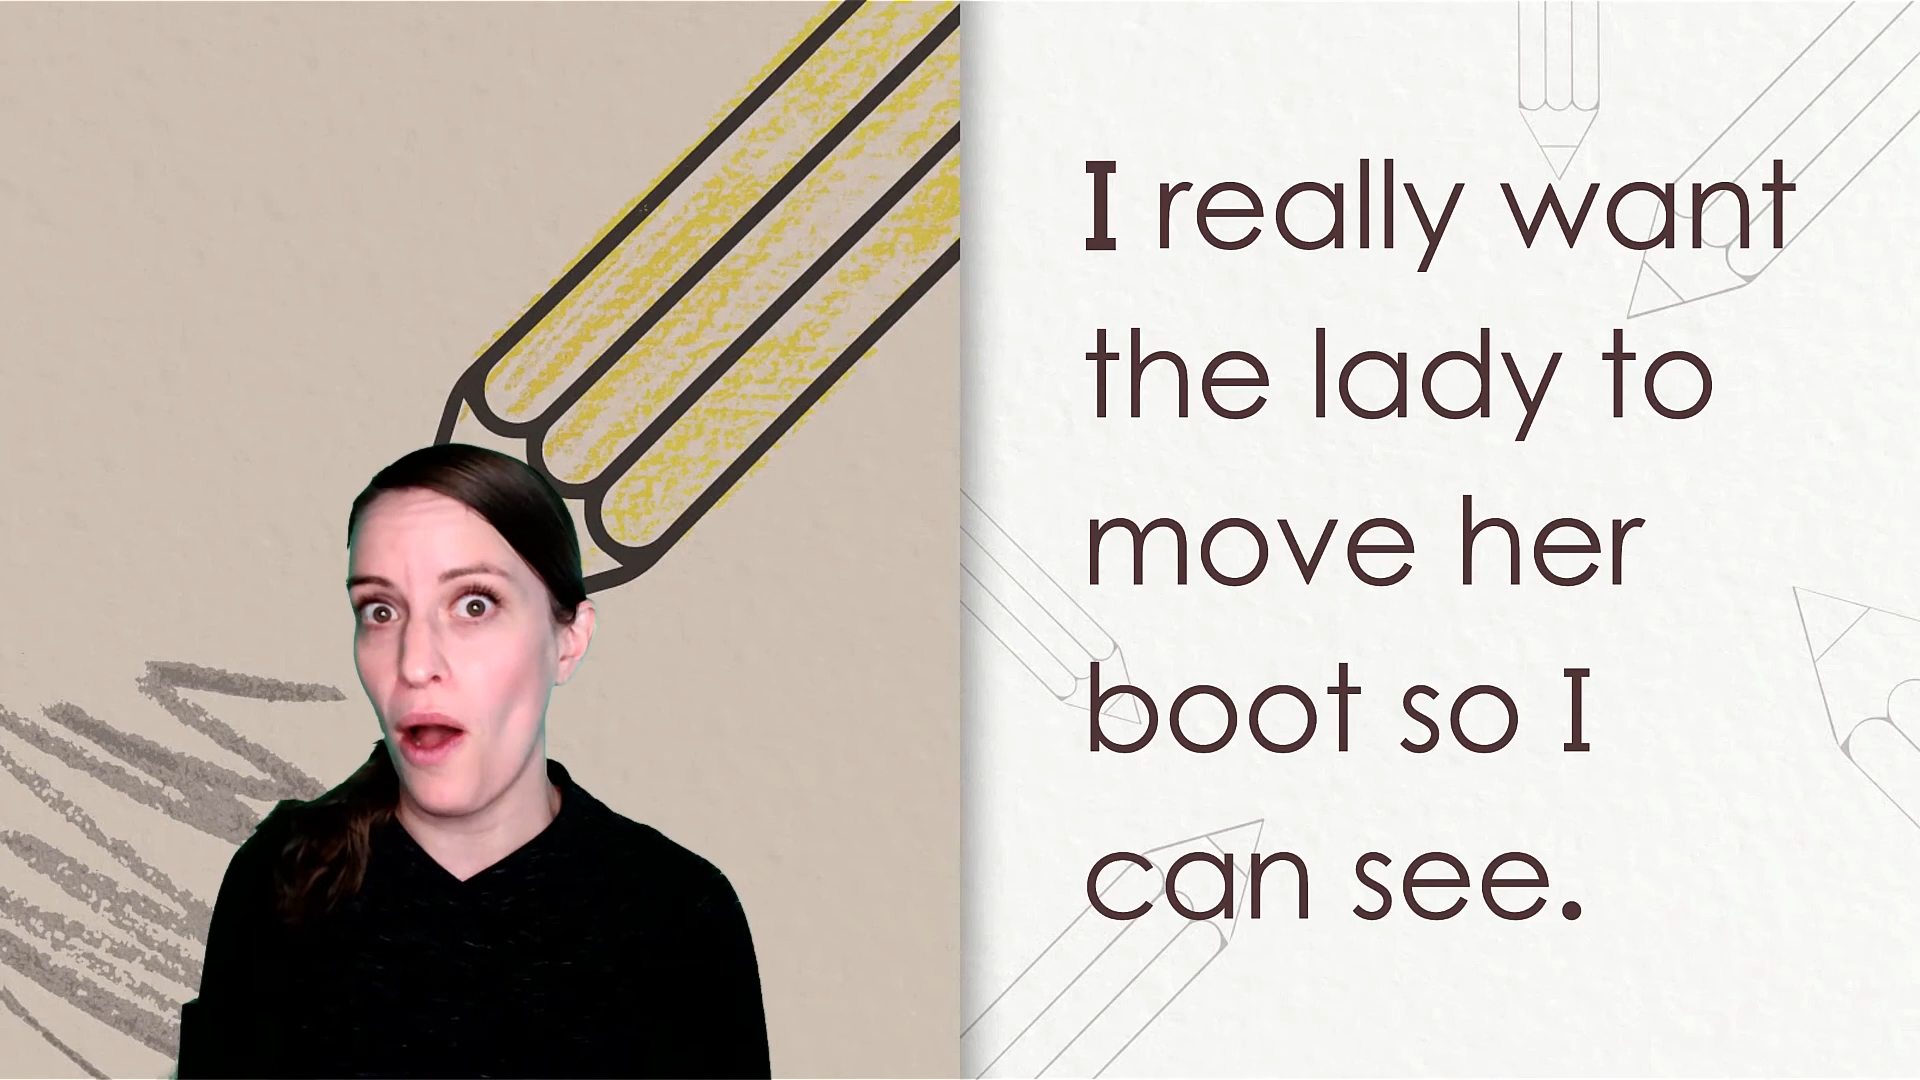 I really want
the lady to
move her
boot so I
can see.